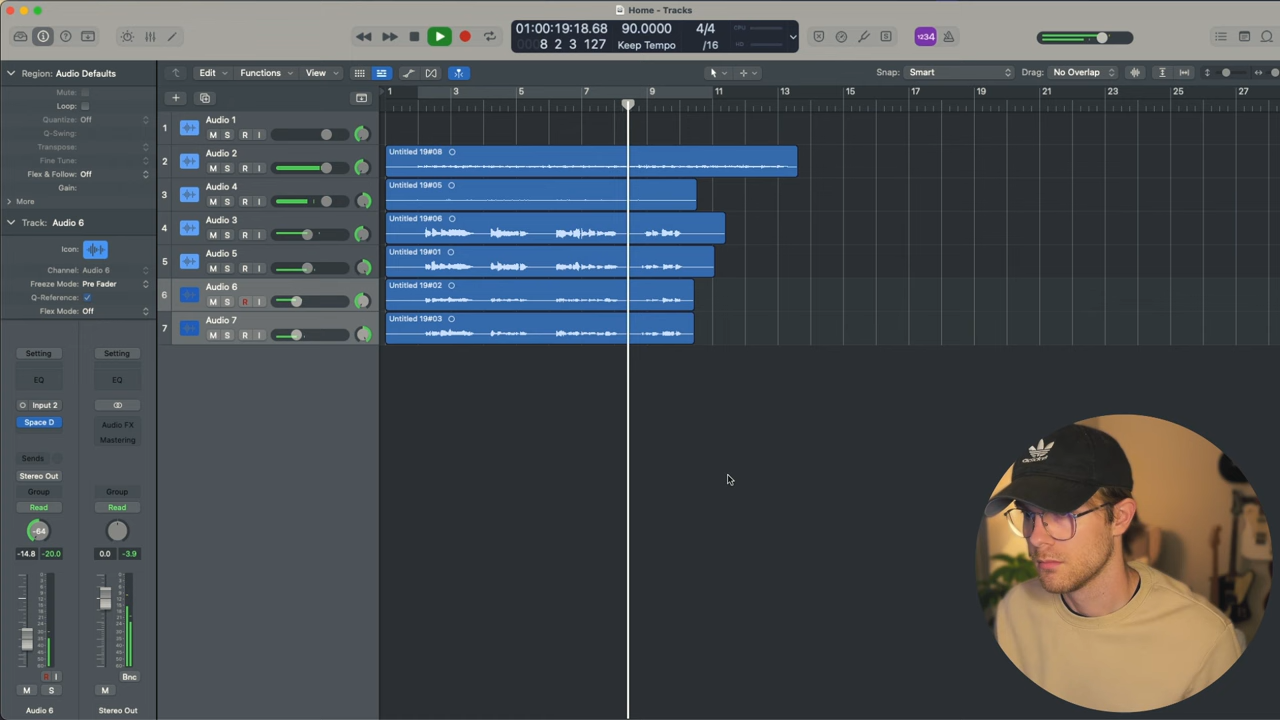 Home - Tracks
01:00:19:18.68 90.0000 4/4
8 2 3 127 Keep Tempo /16
1234
Region: Audio Defaults
Mute:
Loop:
Quantize: Off
Q-Swing:
Transpose:
Fine Tune:
Flex & Follow: Off
Gain:
More
Track: Audio 6
Icon:
Channel: Audio 6
Freeze Mode: Pre Fader
Q-Reference:
Flex Mode: Off
Setting Setting
EQ EQ
Input 2
Space D Audio FX
Mastering
Sends
Stereo Out
Group Group
Read Read
-64
-14.8 -20.0 0.0 -3.9
R I Bnc
M S M
Audio 6 Stereo Out
Edit Functions View
Snap: Smart Drag: No Overlap
1 3 5 7 9 11 13 15 17 19 21 23 25 27
1 Audio 1
M S R I
2 Audio 2
M S R I
Untitled 19#08
3 Audio 4
M S R I
Untitled 19#05
4 Audio 3
M S R I
Untitled 19#06
5 Audio 5
M S R I
Untitled 19#01
6 Audio 6
M S R I
Untitled 19#02
7 Audio 7
M S R I
Untitled 19#03
adidas